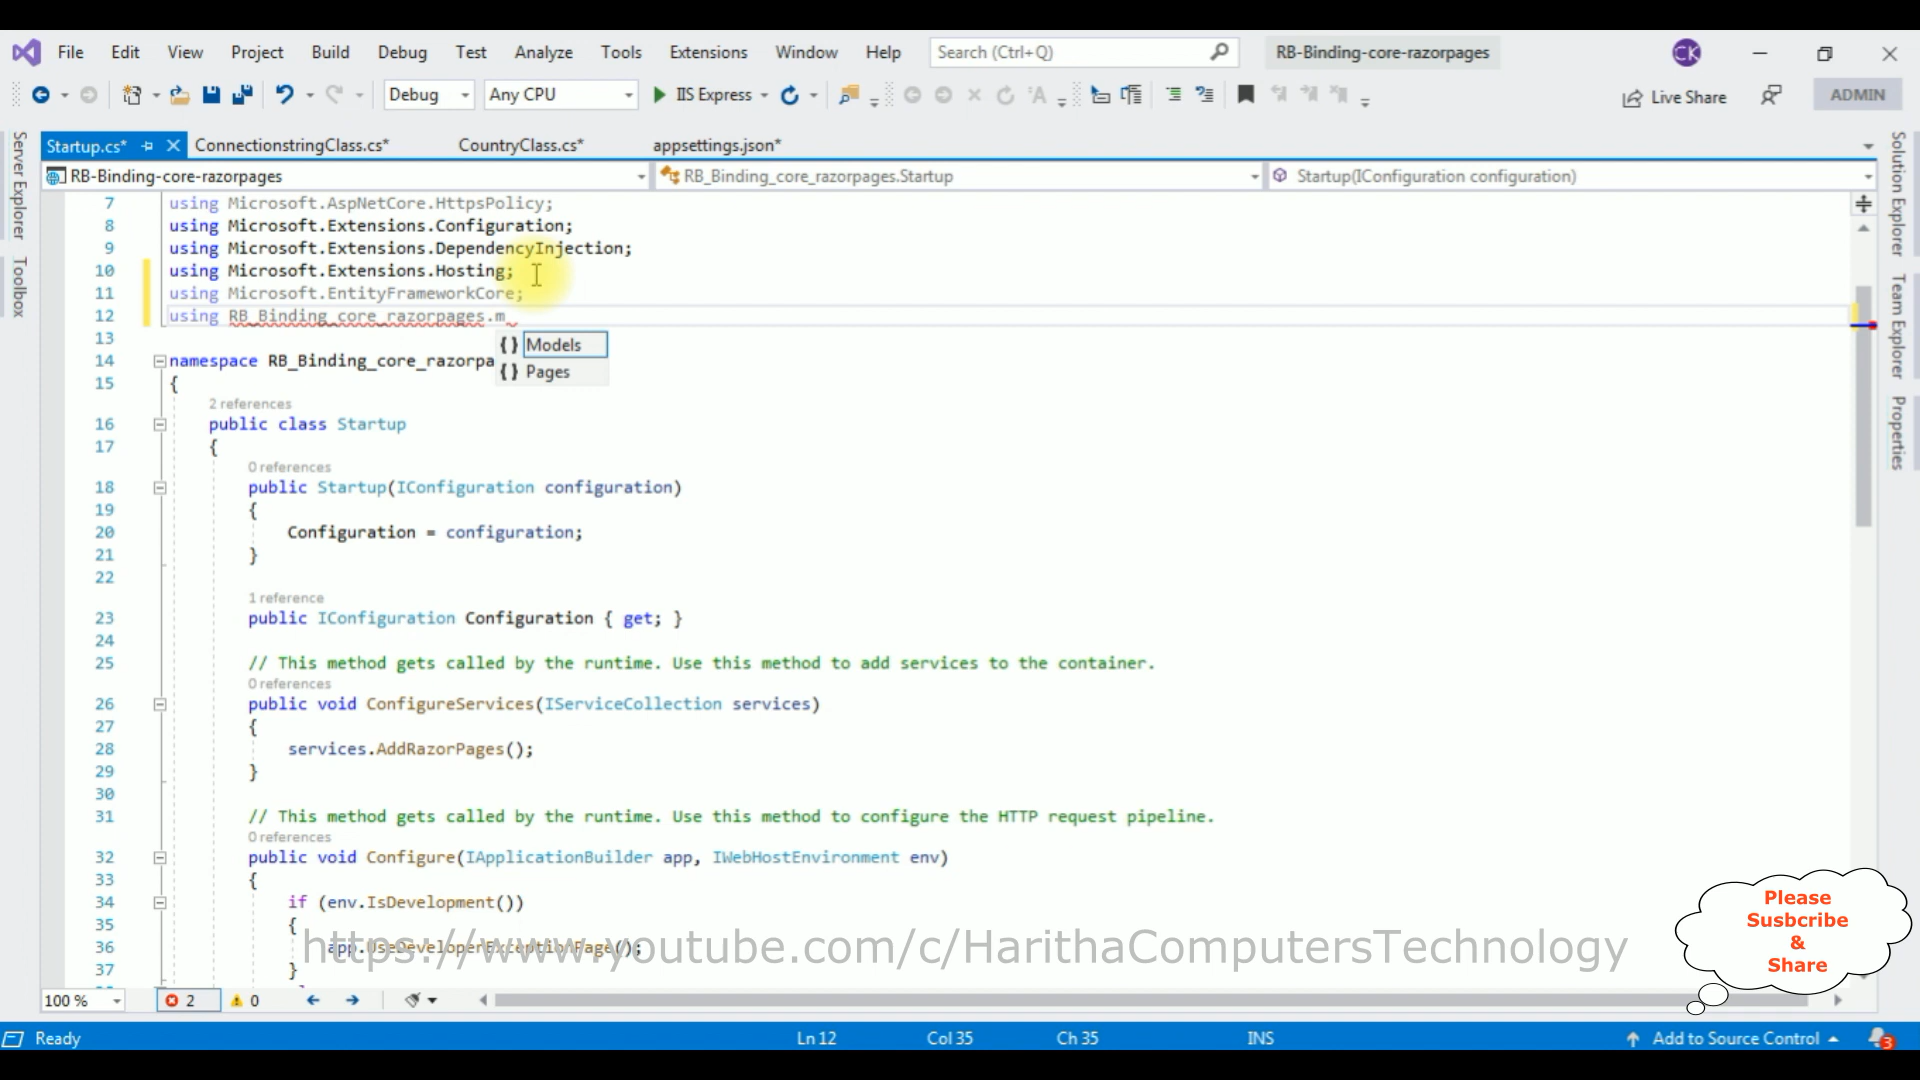 File Edit View Project Build Debug Test Analyze Tools Extensions Window Help Search (Ctrl+Q) RB-Binding-core-razorpages CK
Debug Any CPU IIS Express Live Share ADMIN
Startup.cs* ConnectionstringClass.cs* CountryClass.cs* appsettings.json*
RB-Binding-core-razorpages RB_Binding_core_razorpages.Startup Startup(IConfiguration configuration)
Server Explorer
Toolbox
Solution Explorer
Team Explorer
Properties
7 using Microsoft.AspNetCore.HttpsPolicy;
8 using Microsoft.Extensions.Configuration;
9 using Microsoft.Extensions.DependencyInjection;
10 using Microsoft.Extensions.Hosting;
11 using Microsoft.EntityFrameworkCore;
12 using RB_Binding_core_razorpages.m
13 {} Models
14 namespace RB_Binding_core_razorpa {} Pages
15 {
2 references
16 public class Startup
17 {
0 references
18 public Startup(IConfiguration configuration)
19 {
20 Configuration = configuration;
21 }
22
1 reference
23 public IConfiguration Configuration { get; }
24
25 // This method gets called by the runtime. Use this method to add services to the container.
0 references
26 public void ConfigureServices(IServiceCollection services)
27 {
28 services.AddRazorPages();
29 }
30
31 // This method gets called by the runtime. Use this method to configure the HTTP request pipeline.
0 references
32 public void Configure(IApplicationBuilder app, IWebHostEnvironment env)
33 {
34 if (env.IsDevelopment())
35 {
36 app.UseDeveloperExceptionPage();
37 }
https://www.youtube.com/c/HarithaComputersTechnology
Please
Susbcribe
&
Share
100 % 2 0
Ready Ln 12 Col 35 Ch 35 INS Add to Source Control 3